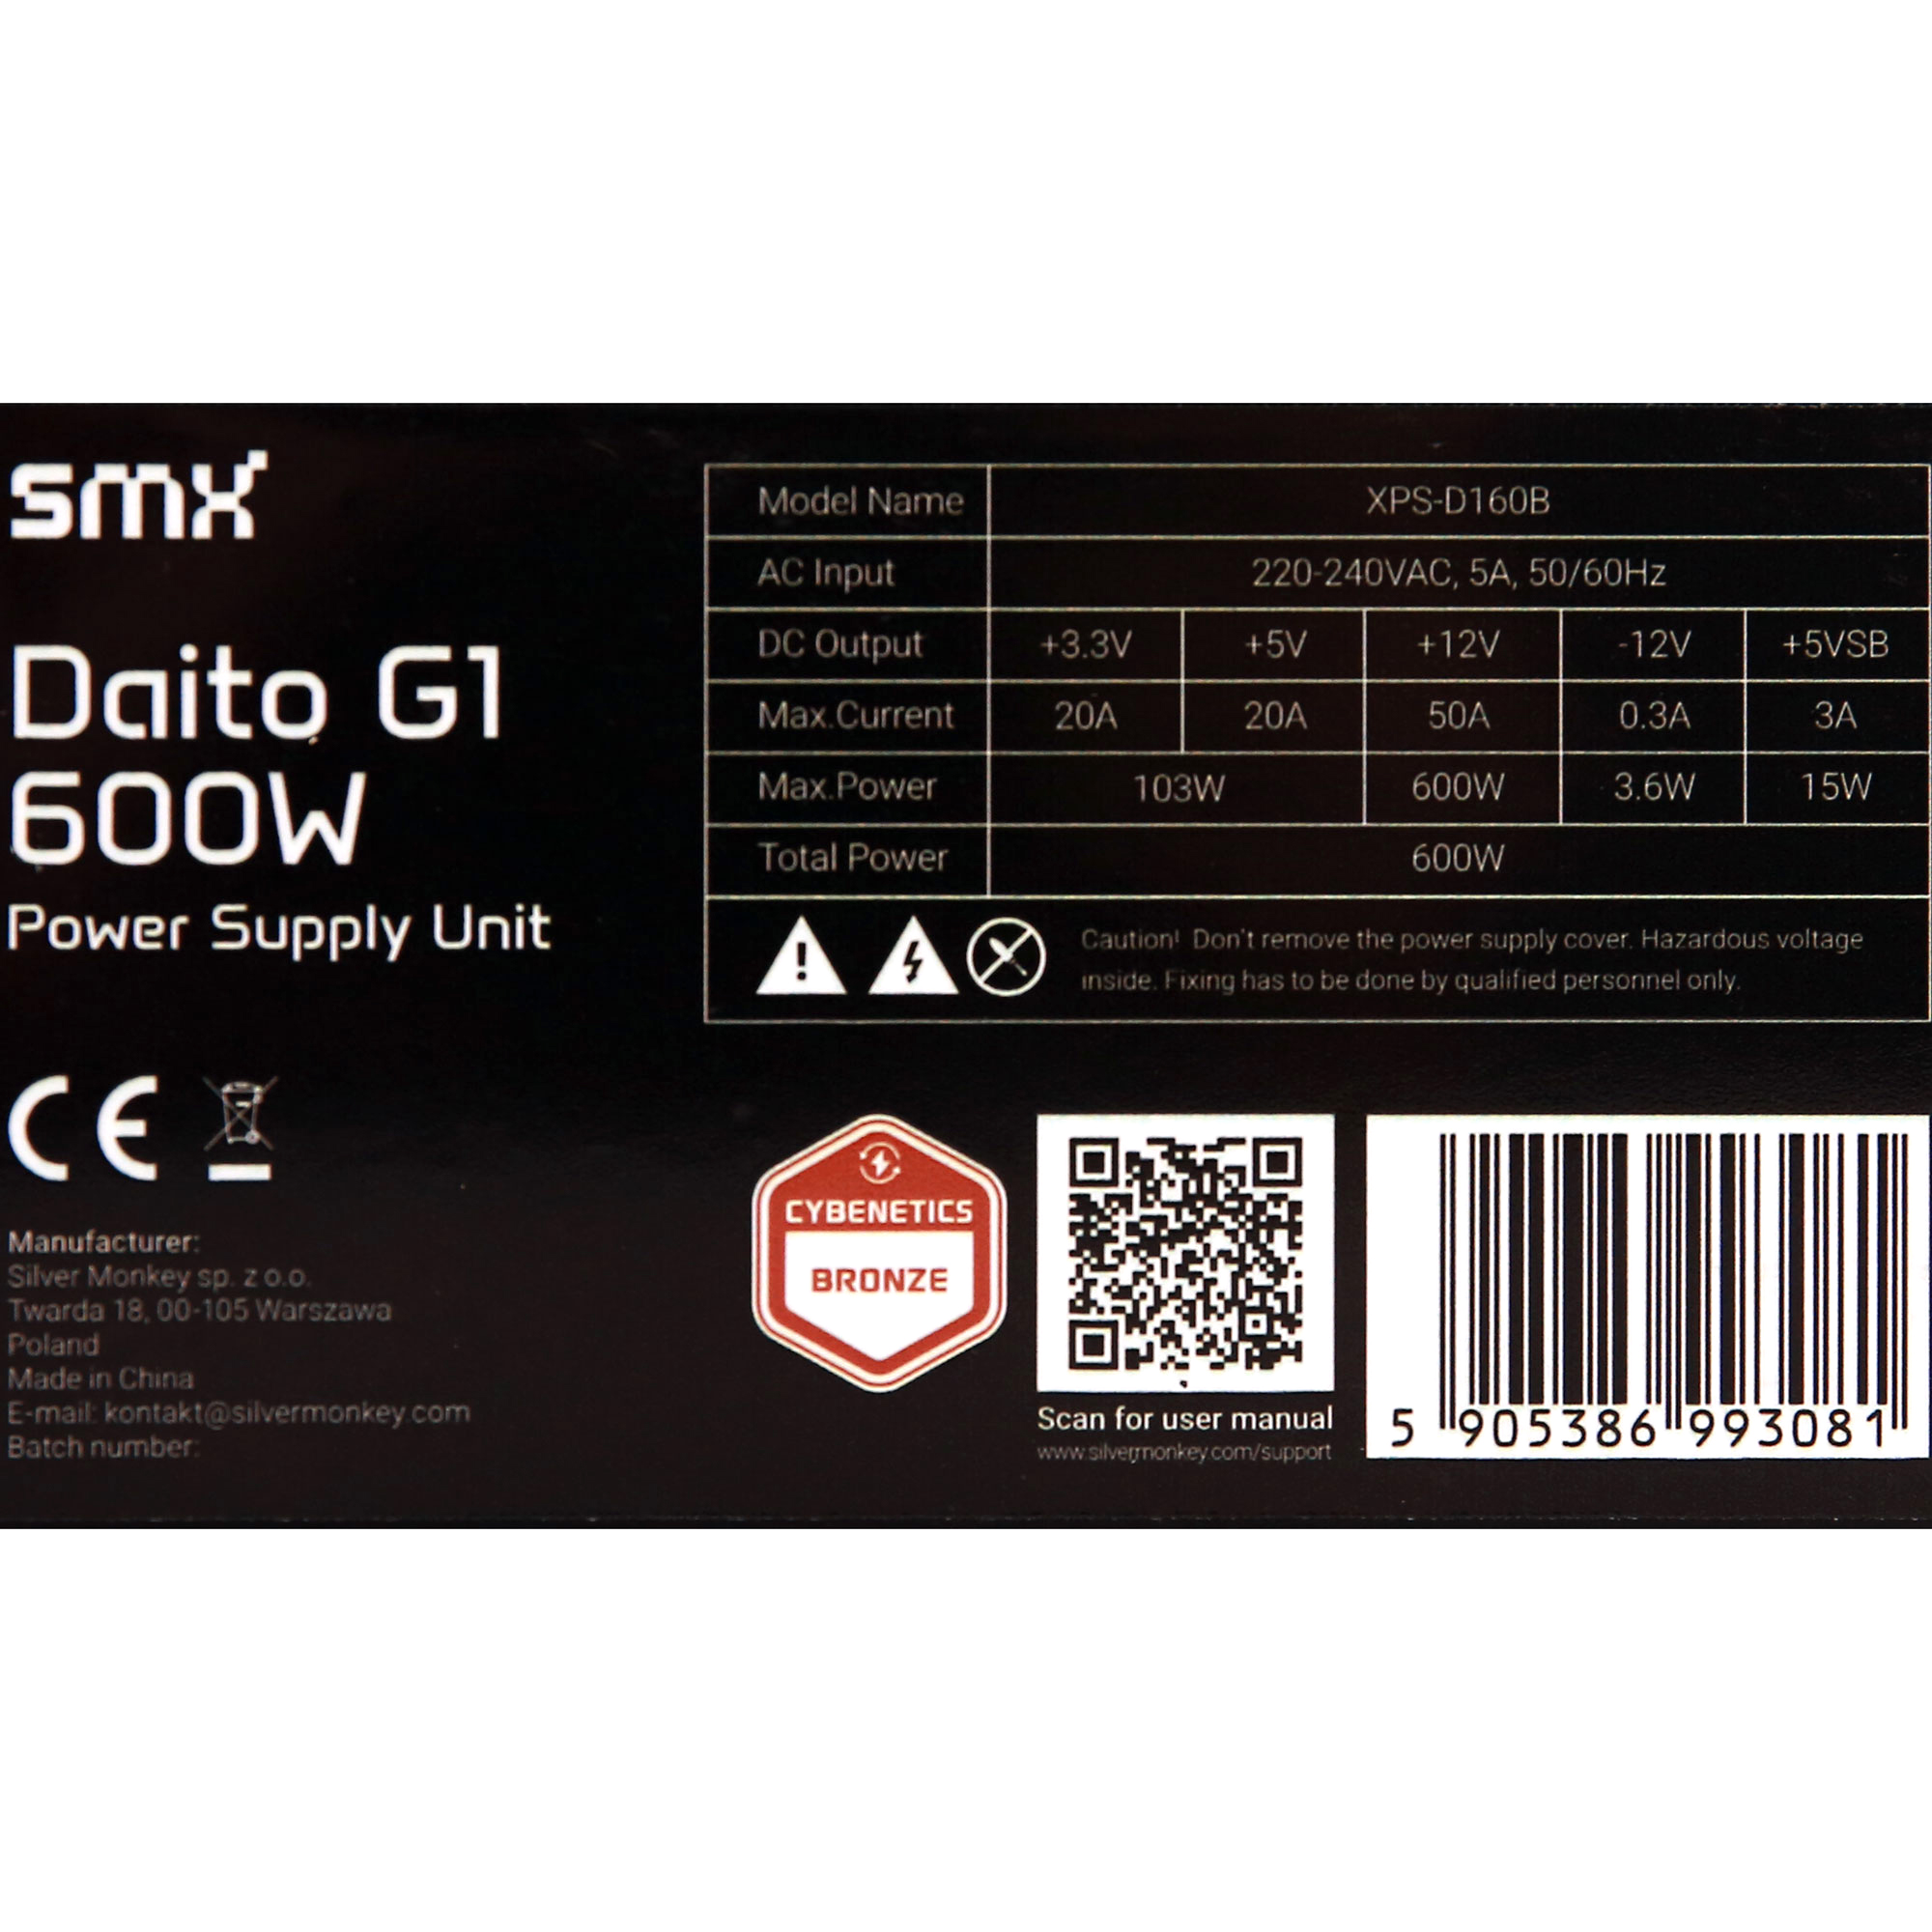 smx
Daito G1
600W
Power Supply Unit
Model Name XPS-D160B
AC Input 220-240VAC, 5A, 50/60Hz
DC Output +3.3V +5V +12V -12V +5VSB
Max.Current 20A 20A 50A 0.3A 3A
Max.Power 103W 600W 3.6W 15W
Total Power 600W
Caution! Don't remove the power supply cover. Hazardous voltage
inside. Fixing has to be done by qualified personnel only.
CE
Manufacturer:
Silver Monkey sp. z o.o.
Twarda 18, 00-105 Warszawa
Poland
Made in China
E-mail: kontakt@silvermonkey.com
Batch number:
CYBENETICS
BRONZE
Scan for user manual
www.silvermonkey.com/support
5 905386 993081